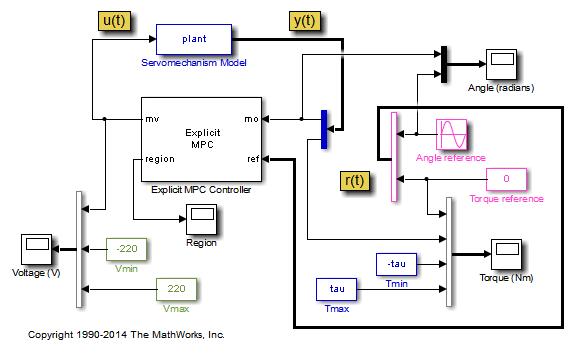 u(t)
plant
y(t)
Servomechanism Model
Angle (radians)
mv
Explicit
MPC
mo
region
ref
Explicit MPC Controller
Angle reference
r(t)
0
Torque reference
Region
Voltage (V)
-220
Vmin
220
Vmax
-tau
Tmin
tau
Tmax
Torque (Nm)
Copyright 1990-2014 The MathWorks, Inc.